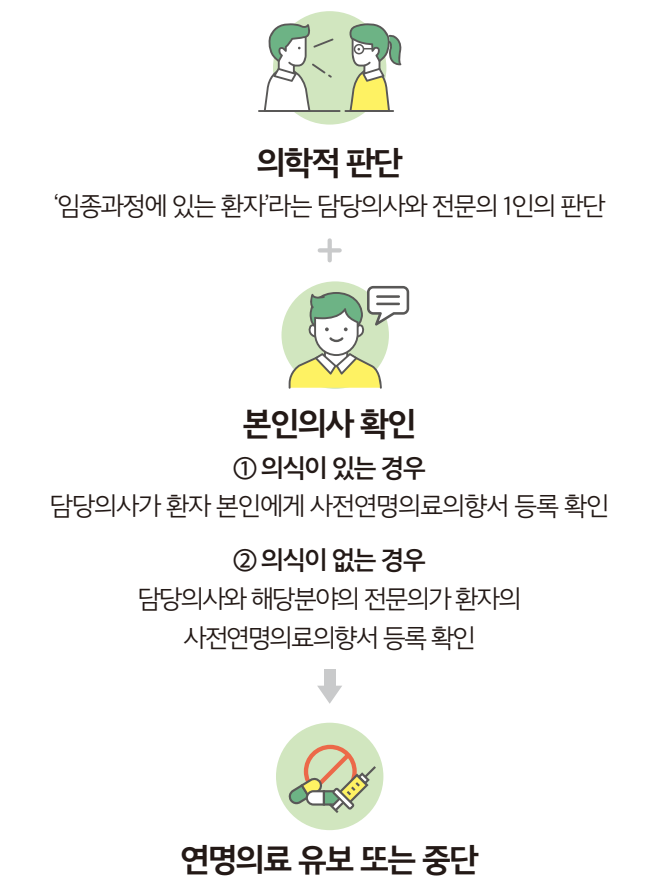 의학적 판단
‘임종과정에 있는 환자’라는 담당의사와 전문의 1인의 판단
+
본인의사 확인
① 의식이 있는 경우
담당의사가 환자 본인에게 사전연명의료의향서 등록 확인
② 의식이 없는 경우
담당의사와 해당분야의 전문의가 환자의
사전연명의료의향서 등록 확인
연명의료 유보 또는 중단